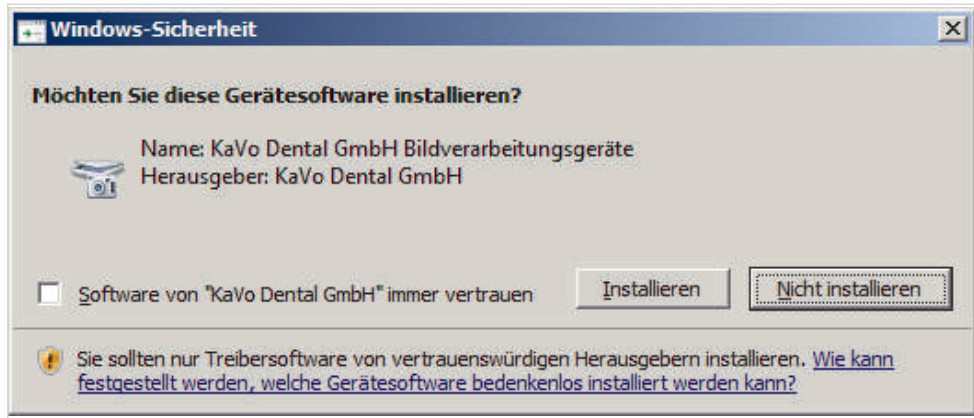 Windows-Sicherheit
Möchten Sie diese Gerätesoftware installieren?
Name: KaVo Dental GmbH Bildverarbeitungsgeräte
Herausgeber: KaVo Dental GmbH
Software von "KaVo Dental GmbH" immer vertrauen
Installieren
Nicht installieren
Sie sollten nur Treibersoftware von vertrauenswürdigen Herausgebern installieren. Wie kann
festgestellt werden, welche Gerätesoftware bedenkenlos installiert werden kann?